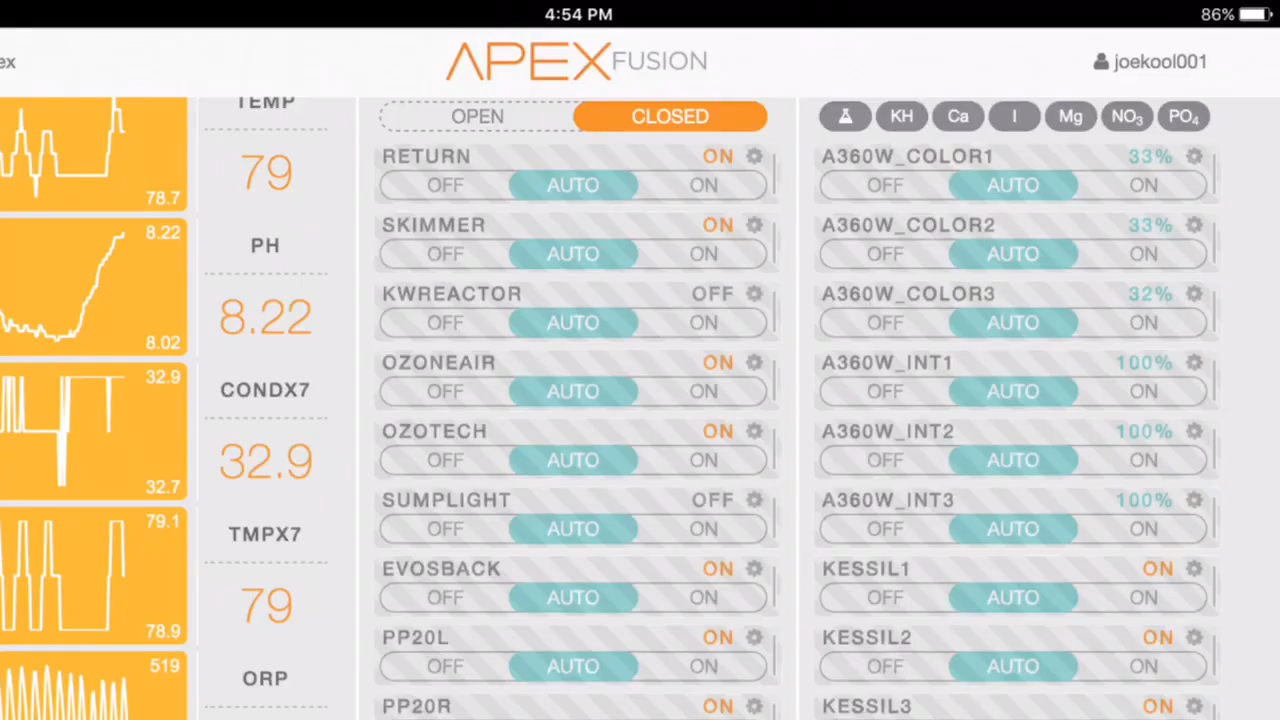 4:54 PM
86%
ex
APEX FUSION
joekool001
78.7
8.22
8.02
32.9
32.7
79.1
78.9
519
TEMP
79
PH
8.22
CONDX7
32.9
TMPX7
79
ORP
OPEN CLOSED
RETURN ON
OFF AUTO ON
SKIMMER ON
OFF AUTO ON
KWREACTOR OFF
OFF AUTO ON
OZONEAIR ON
OFF AUTO ON
OZOTECH ON
OFF AUTO ON
SUMPLIGHT OFF
OFF AUTO ON
EVOSBACK ON
OFF AUTO ON
PP20L ON
OFF AUTO ON
PP20R ON
KH Ca I Mg NO₃ PO₄
A360W_COLOR1 33%
OFF AUTO ON
A360W_COLOR2 33%
OFF AUTO ON
A360W_COLOR3 32%
OFF AUTO ON
A360W_INT1 100%
OFF AUTO ON
A360W_INT2 100%
OFF AUTO ON
A360W_INT3 100%
OFF AUTO ON
KESSIL1 ON
OFF AUTO ON
KESSIL2 ON
OFF AUTO ON
KESSIL3 ON